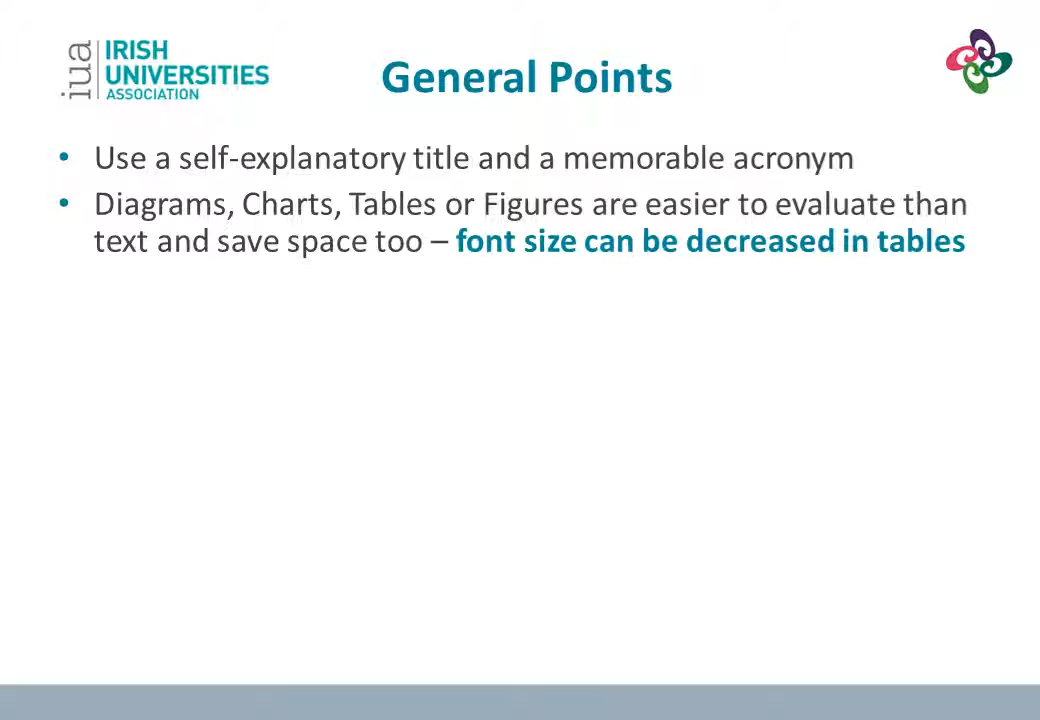 iua
IRISH
UNIVERSITIES
ASSOCIATION
General Points
• Use a self-explanatory title and a memorable acronym
• Diagrams, Charts, Tables or Figures are easier to evaluate than
text and save space too – font size can be decreased in tables